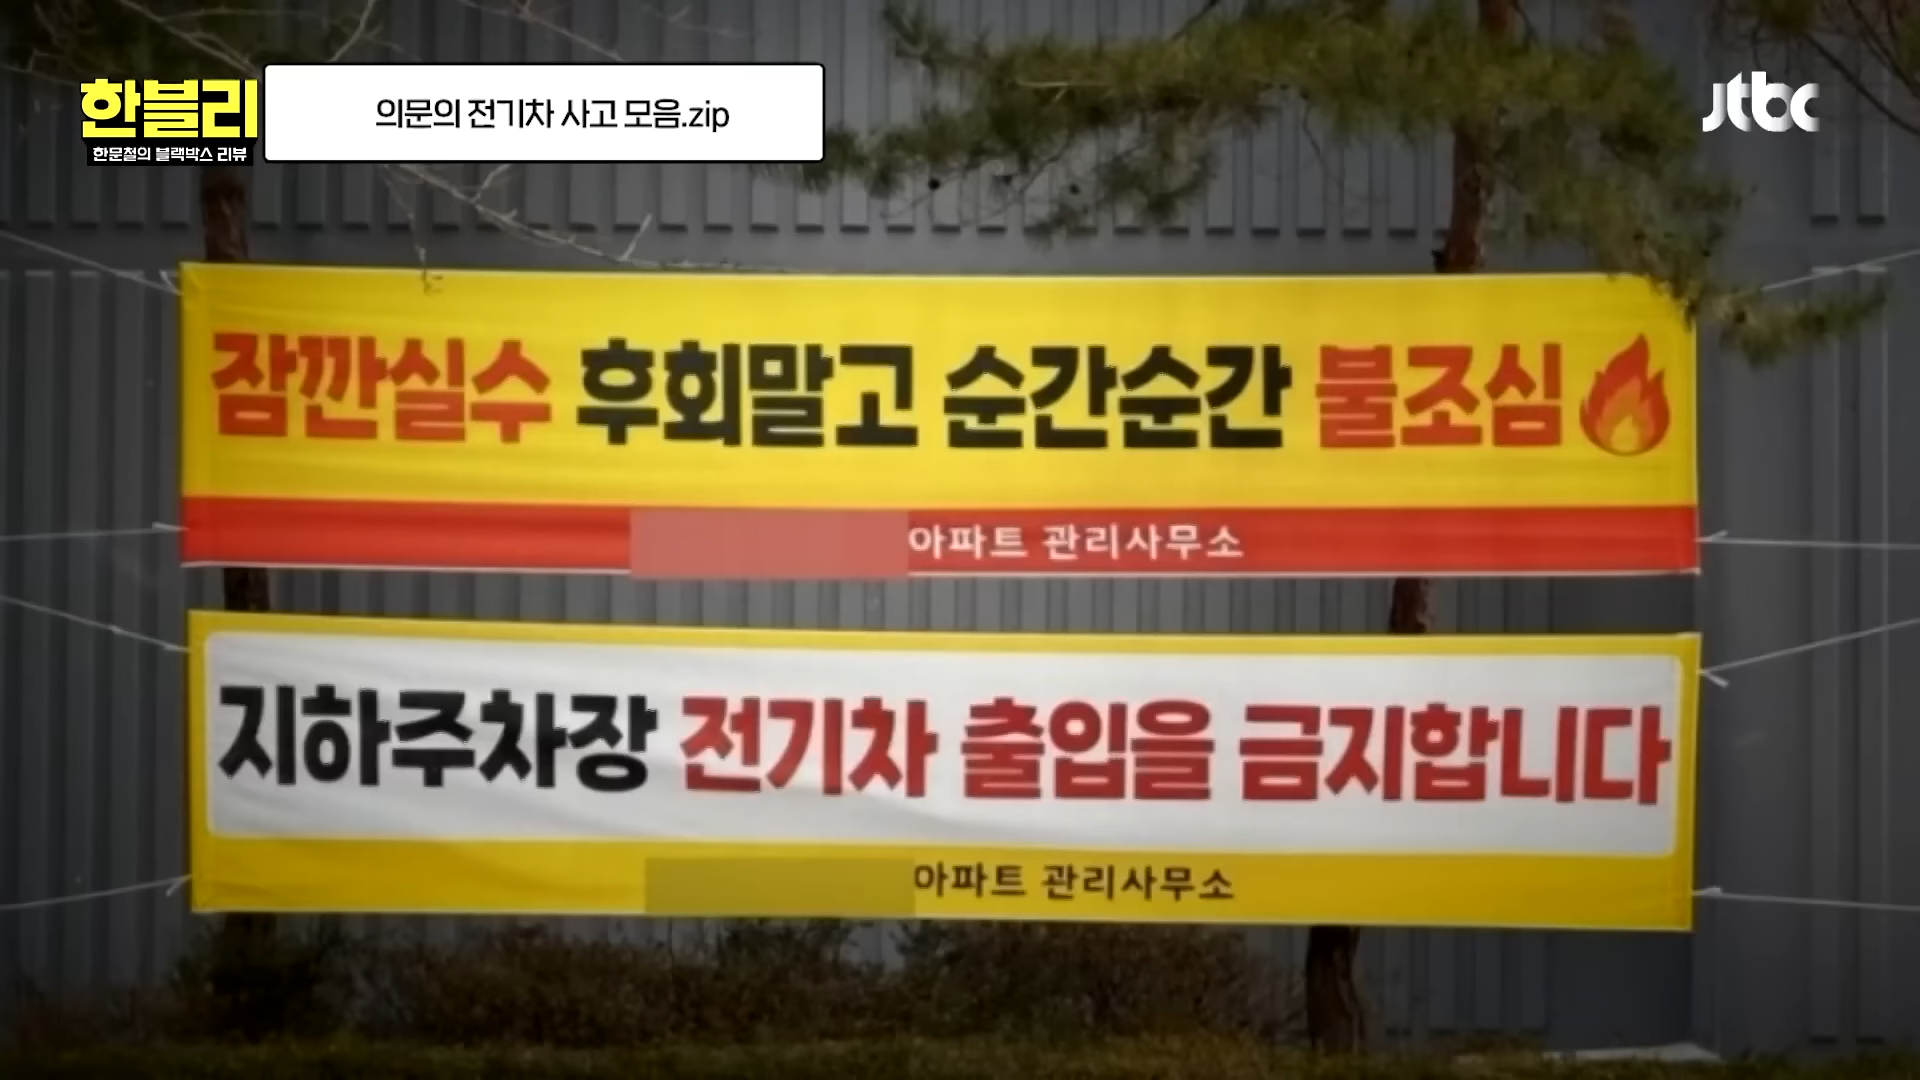 한블리
한문철의 블랙박스 리뷰
의문의 전기차 사고 모음.zip
jtbc
잠깐실수 후회말고 순간순간 불조심
아파트 관리사무소
지하주차장 전기차 출입을 금지합니다
아파트 관리사무소